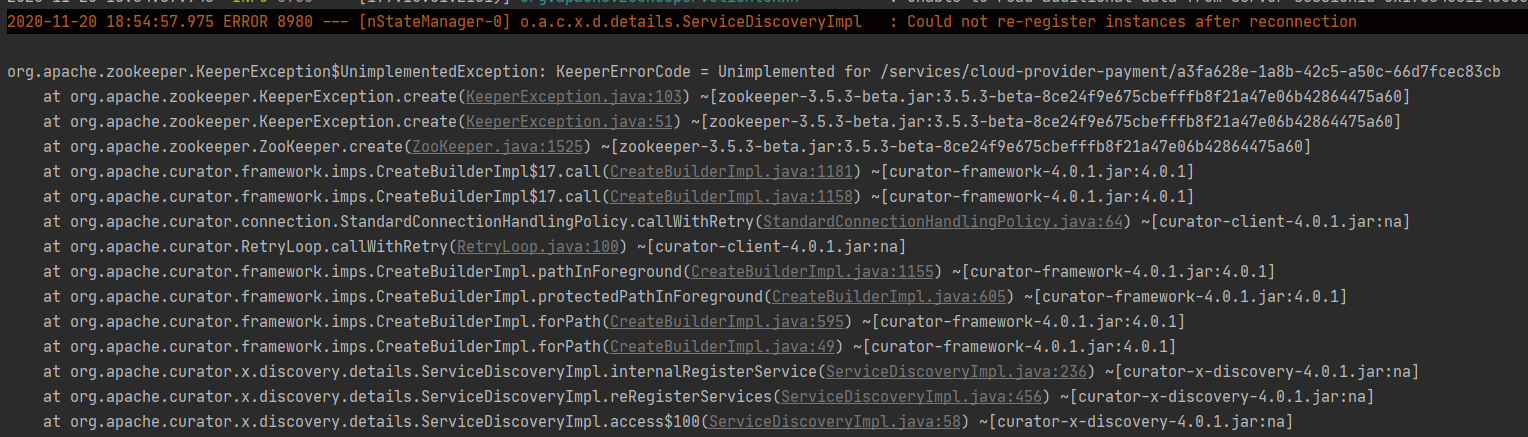 2020-11-20 18:54:57.975 ERROR 8980 --- [nStateManager-0] o.a.c.x.d.details.ServiceDiscoveryImpl : Could not re-register instances after reconnection
org.apache.zookeeper.KeeperException$UnimplementedException: KeeperErrorCode = Unimplemented for /services/cloud-provider-payment/a3fa628e-1a8b-42c5-a50c-66d7fcec83cb
at org.apache.zookeeper.KeeperException.create(KeeperException.java:103) ~[zookeeper-3.5.3-beta.jar:3.5.3-beta-8ce24f9e675cbefffb8f21a47e06b42864475a60]
at org.apache.zookeeper.KeeperException.create(KeeperException.java:51) ~[zookeeper-3.5.3-beta.jar:3.5.3-beta-8ce24f9e675cbefffb8f21a47e06b42864475a60]
at org.apache.zookeeper.ZooKeeper.create(ZooKeeper.java:1525) ~[zookeeper-3.5.3-beta.jar:3.5.3-beta-8ce24f9e675cbefffb8f21a47e06b42864475a60]
at org.apache.curator.framework.imps.CreateBuilderImpl$17.call(CreateBuilderImpl.java:1181) ~[curator-framework-4.0.1.jar:4.0.1]
at org.apache.curator.framework.imps.CreateBuilderImpl$17.call(CreateBuilderImpl.java:1158) ~[curator-framework-4.0.1.jar:4.0.1]
at org.apache.curator.connection.StandardConnectionHandlingPolicy.callWithRetry(StandardConnectionHandlingPolicy.java:64) ~[curator-client-4.0.1.jar:na]
at org.apache.curator.RetryLoop.callWithRetry(RetryLoop.java:100) ~[curator-client-4.0.1.jar:na]
at org.apache.curator.framework.imps.CreateBuilderImpl.pathInForeground(CreateBuilderImpl.java:1155) ~[curator-framework-4.0.1.jar:4.0.1]
at org.apache.curator.framework.imps.CreateBuilderImpl.protectedPathInForeground(CreateBuilderImpl.java:605) ~[curator-framework-4.0.1.jar:4.0.1]
at org.apache.curator.framework.imps.CreateBuilderImpl.forPath(CreateBuilderImpl.java:595) ~[curator-framework-4.0.1.jar:4.0.1]
at org.apache.curator.framework.imps.CreateBuilderImpl.forPath(CreateBuilderImpl.java:49) ~[curator-framework-4.0.1.jar:4.0.1]
at org.apache.curator.x.discovery.details.ServiceDiscoveryImpl.internalRegisterService(ServiceDiscoveryImpl.java:236) ~[curator-x-discovery-4.0.1.jar:na]
at org.apache.curator.x.discovery.details.ServiceDiscoveryImpl.reRegisterServices(ServiceDiscoveryImpl.java:456) ~[curator-x-discovery-4.0.1.jar:na]
at org.apache.curator.x.discovery.details.ServiceDiscoveryImpl.access$100(ServiceDiscoveryImpl.java:58) ~[curator-x-discovery-4.0.1.jar:na]